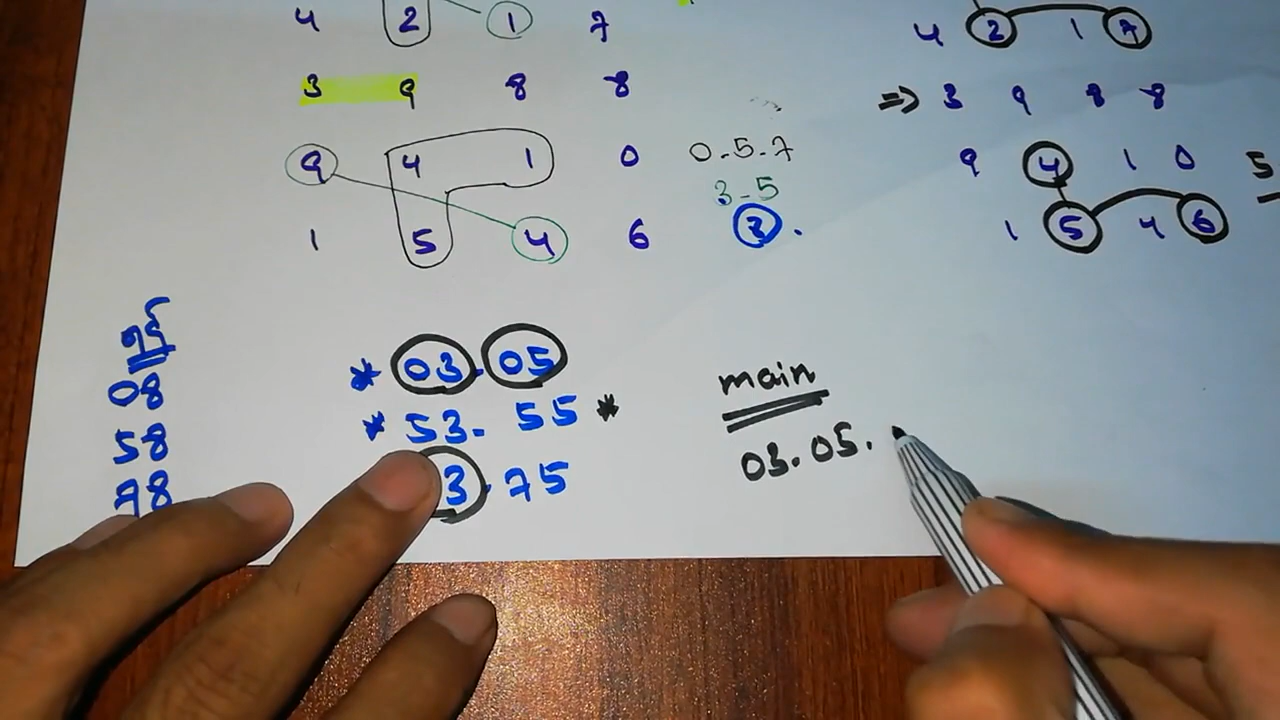 4 2 1 7
3 9 8 8
9 4 1 0 0-5-7
3-5
1 5 4 6 3.
4 2 1 7
=> 3 9 8 8
9 4 1 0 5
1 5 4 6
08
58
78
* 03. 05
* 53. 55 *
3. 75
main
03. 05.